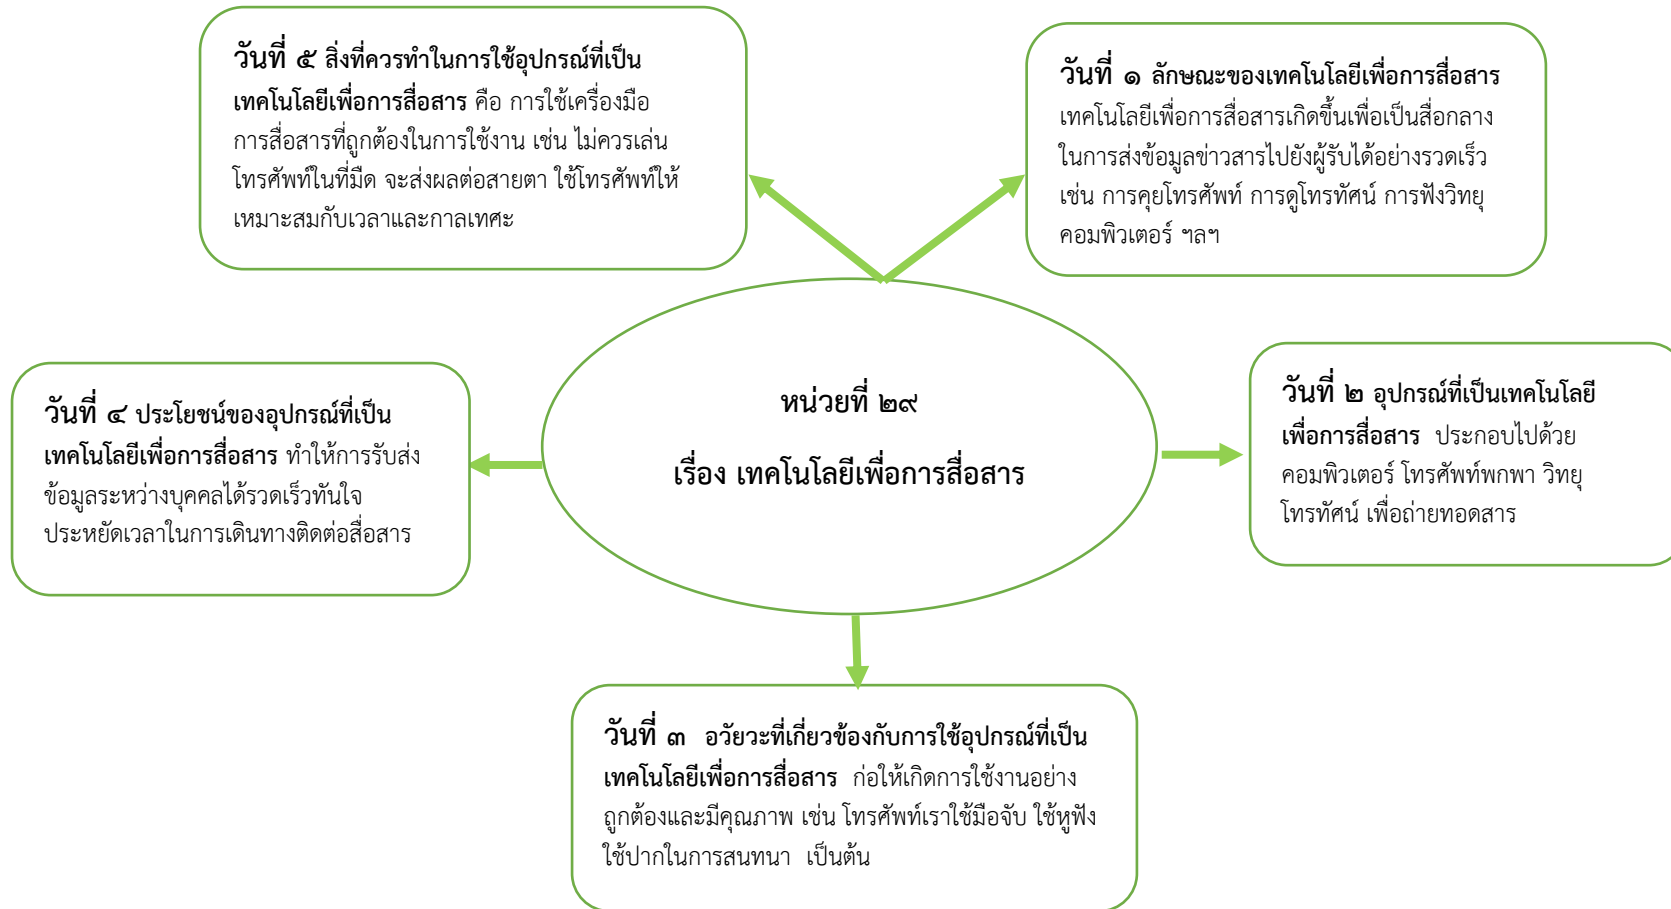 วันที่ ๕ สิ่งที่ควรทำในการใช้อุปกรณ์ที่เป็น
เทคโนโลยีเพื่อการสื่อสาร คือ การใช้เครื่องมือ
การสื่อสารที่ถูกต้องในการใช้งาน เช่น ไม่ควรเล่น
โทรศัพท์ในที่มืด จะส่งผลต่อสายตา ใช้โทรศัพท์ให้
เหมาะสมกับเวลาและกาลเทศะ
วันที่ ๑ ลักษณะของเทคโนโลยีเพื่อการสื่อสาร
เทคโนโลยีเพื่อการสื่อสารเกิดขึ้นเพื่อเป็นสื่อกลาง
ในการส่งข้อมูลข่าวสารไปยังผู้รับได้อย่างรวดเร็ว
เช่น การคุยโทรศัพท์ การดูโทรทัศน์ การฟังวิทยุ
คอมพิวเตอร์ ฯลฯ
หน่วยที่ ๒๙
เรื่อง เทคโนโลยีเพื่อการสื่อสาร
วันที่ ๔ ประโยชน์ของอุปกรณ์ที่เป็น
เทคโนโลยีเพื่อการสื่อสาร ทำให้การรับส่ง
ข้อมูลระหว่างบุคคลได้รวดเร็วทันใจ
ประหยัดเวลาในการเดินทางติดต่อสื่อสาร
วันที่ ๒ อุปกรณ์ที่เป็นเทคโนโลยี
เพื่อการสื่อสาร ประกอบไปด้วย
คอมพิวเตอร์ โทรศัพท์พกพา วิทยุ
โทรทัศน์ เพื่อถ่ายทอดสาร
วันที่ ๓ อวัยวะที่เกี่ยวข้องกับการใช้อุปกรณ์ที่เป็น
เทคโนโลยีเพื่อการสื่อสาร ก่อให้เกิดการใช้งานอย่าง
ถูกต้องและมีคุณภาพ เช่น โทรศัพท์เราใช้มือจับ ใช้หูฟัง
ใช้ปากในการสนทนา เป็นต้น